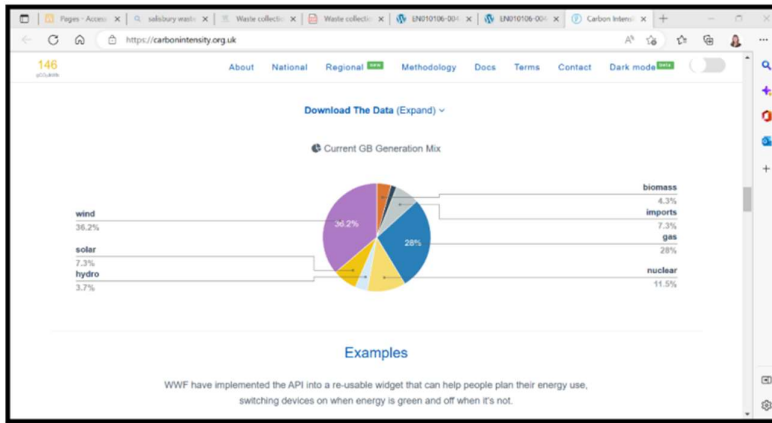 Pages - Access
salisbury waste
Waste collectio
Waste collectio
EN010106-004
EN010106-004
Carbon Intensi
https://carbonintensity.org.uk
146
About National Regional BETA Methodology Docs Terms Contact Dark mode BETA
Download The Data (Expand)
Current GB Generation Mix
biomass
4.3%
imports
7.3%
gas
28%
nuclear
11.5%
wind
36.2%
solar
7.3%
hydro
3.7%
36.2%
28%
Examples
WWF have implemented the API into a re-usable widget that can help people plan their energy use,
switching devices on when energy is green and off when it's not.